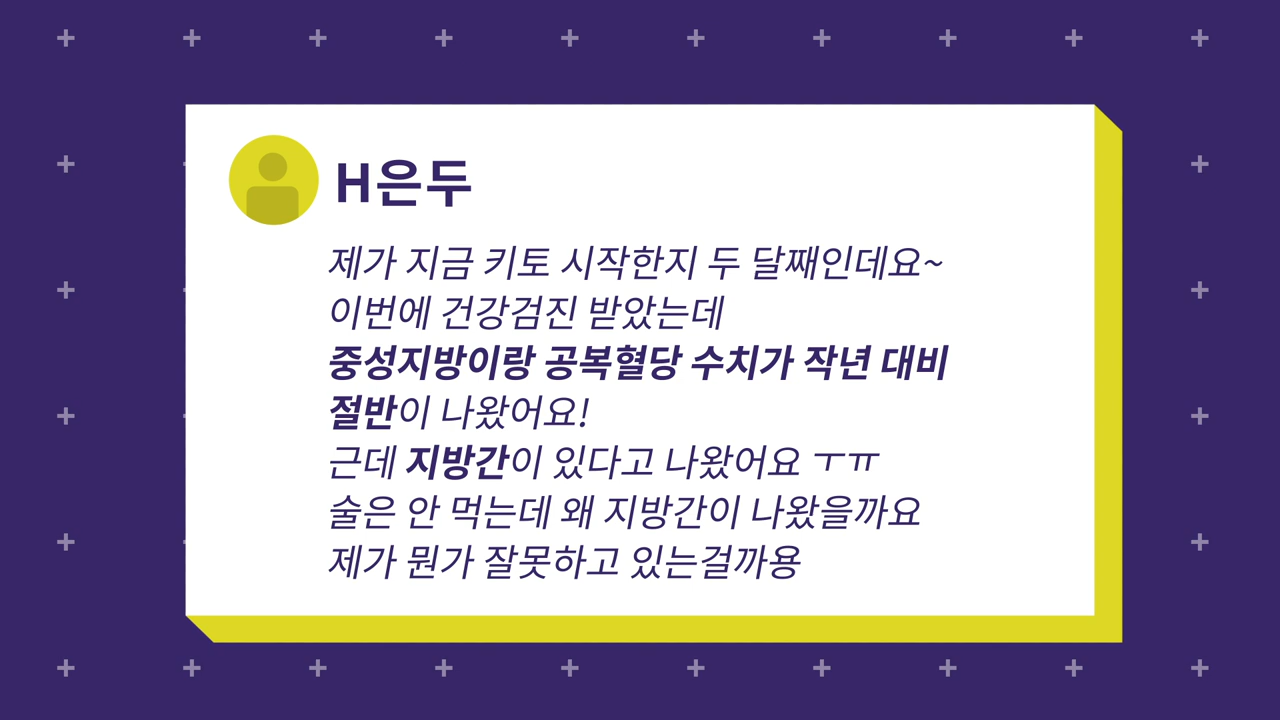 H은두
제가 지금 키토 시작한지 두 달째인데요~
이번에 건강검진 받았는데
중성지방이랑 공복혈당 수치가 작년 대비
절반이 나왔어요!
근데 지방간이 있다고 나왔어요 ㅜㅠ
술은 안 먹는데 왜 지방간이 나왔을까요
제가 뭔가 잘못하고 있는걸까용